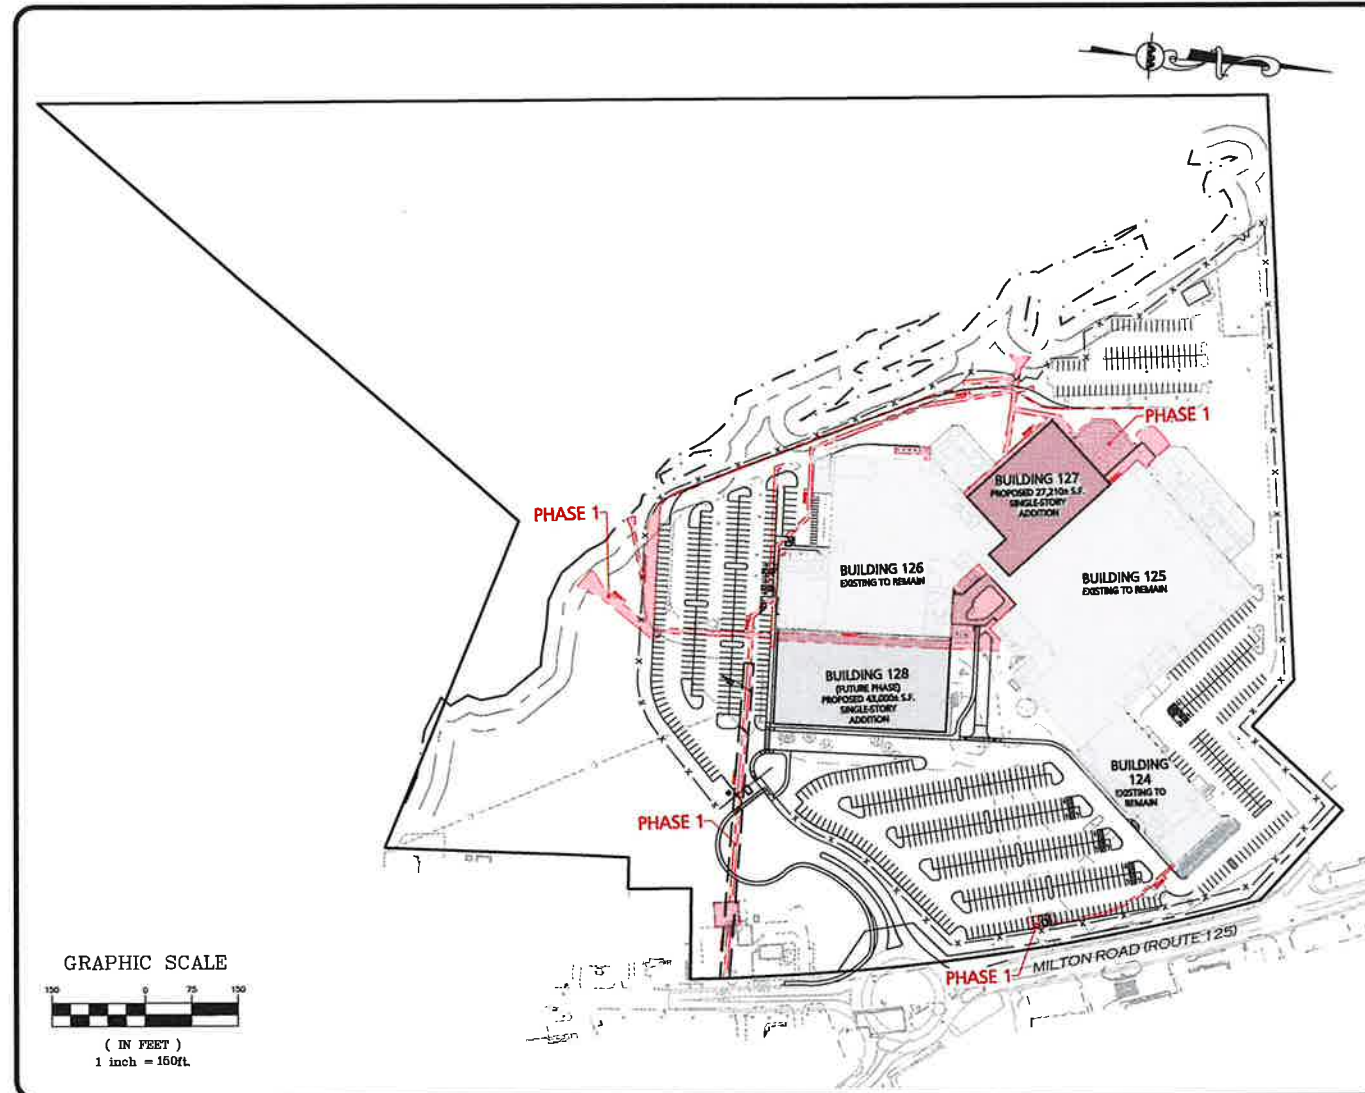 PHASE 1
BUILDING 127
PROPOSED 27,210± S.F.
SINGLE-STORY
ADDITION
PHASE 1
BUILDING 126
EXISTING TO REMAIN
BUILDING 125
EXISTING TO REMAIN
BUILDING 128
(FUTURE PHASE)
PROPOSED 43,000± S.F.
SINGLE-STORY
ADDITION
BUILDING
124
EXISTING TO
REMAIN
PHASE 1
MILTON ROAD (ROUTE 125)
PHASE 1
GRAPHIC SCALE
150 0 75 150
( IN FEET )
1 inch = 150ft.